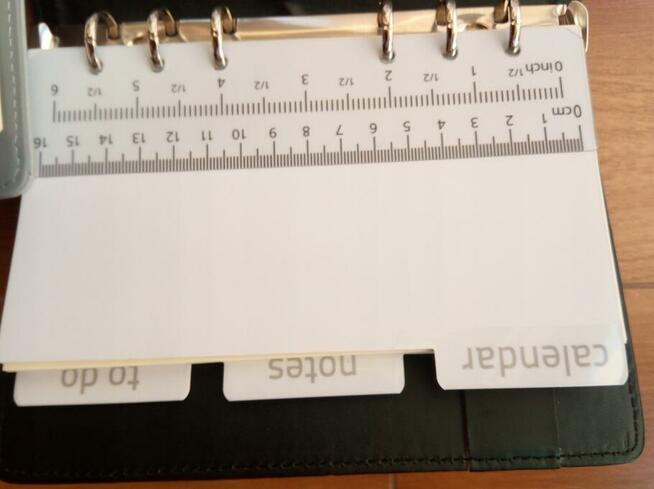 calendar
notes
to do
0cm 1 2 3 4 5 6 7 8 9 10 11 12 13 14 15 16
0inch 1/2 1 1/2 2 1/2 3 1/2 4 1/2 5 1/2 6